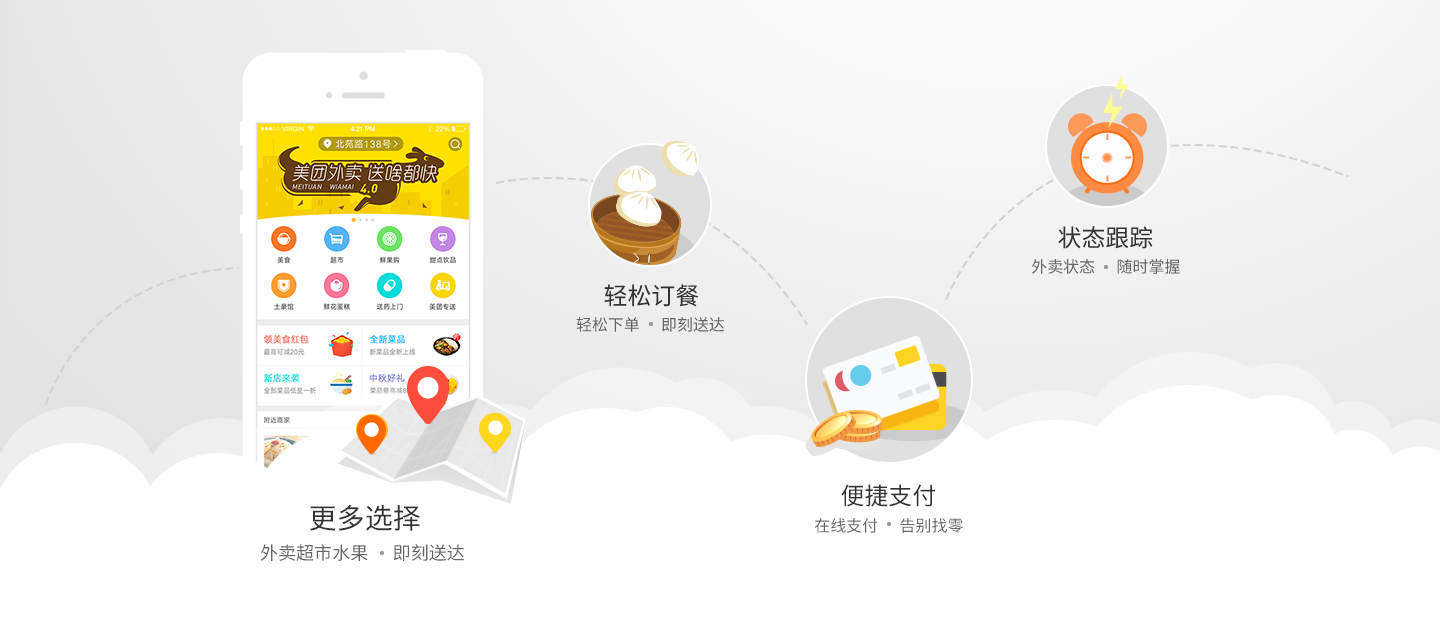 VIRGIN 4:21 PM 22%
北苑路138号
美团外卖 送啥都快
MEITUAN WAIMAI 4.0
美食 超市 鲜果购 甜点饮品
土豪馆 鲜花蛋糕 送药上门 美团专送
领美食红包 全新菜品
最高可减20元 新菜品全新上线
新店来袭 中秋好礼
全部菜品低至一折 菜品最高减
附近商家
更多选择
外卖超市水果 • 即刻送达
轻松订餐
轻松下单 • 即刻送达
便捷支付
在线支付 • 告别找零
状态跟踪
外卖状态 • 随时掌握